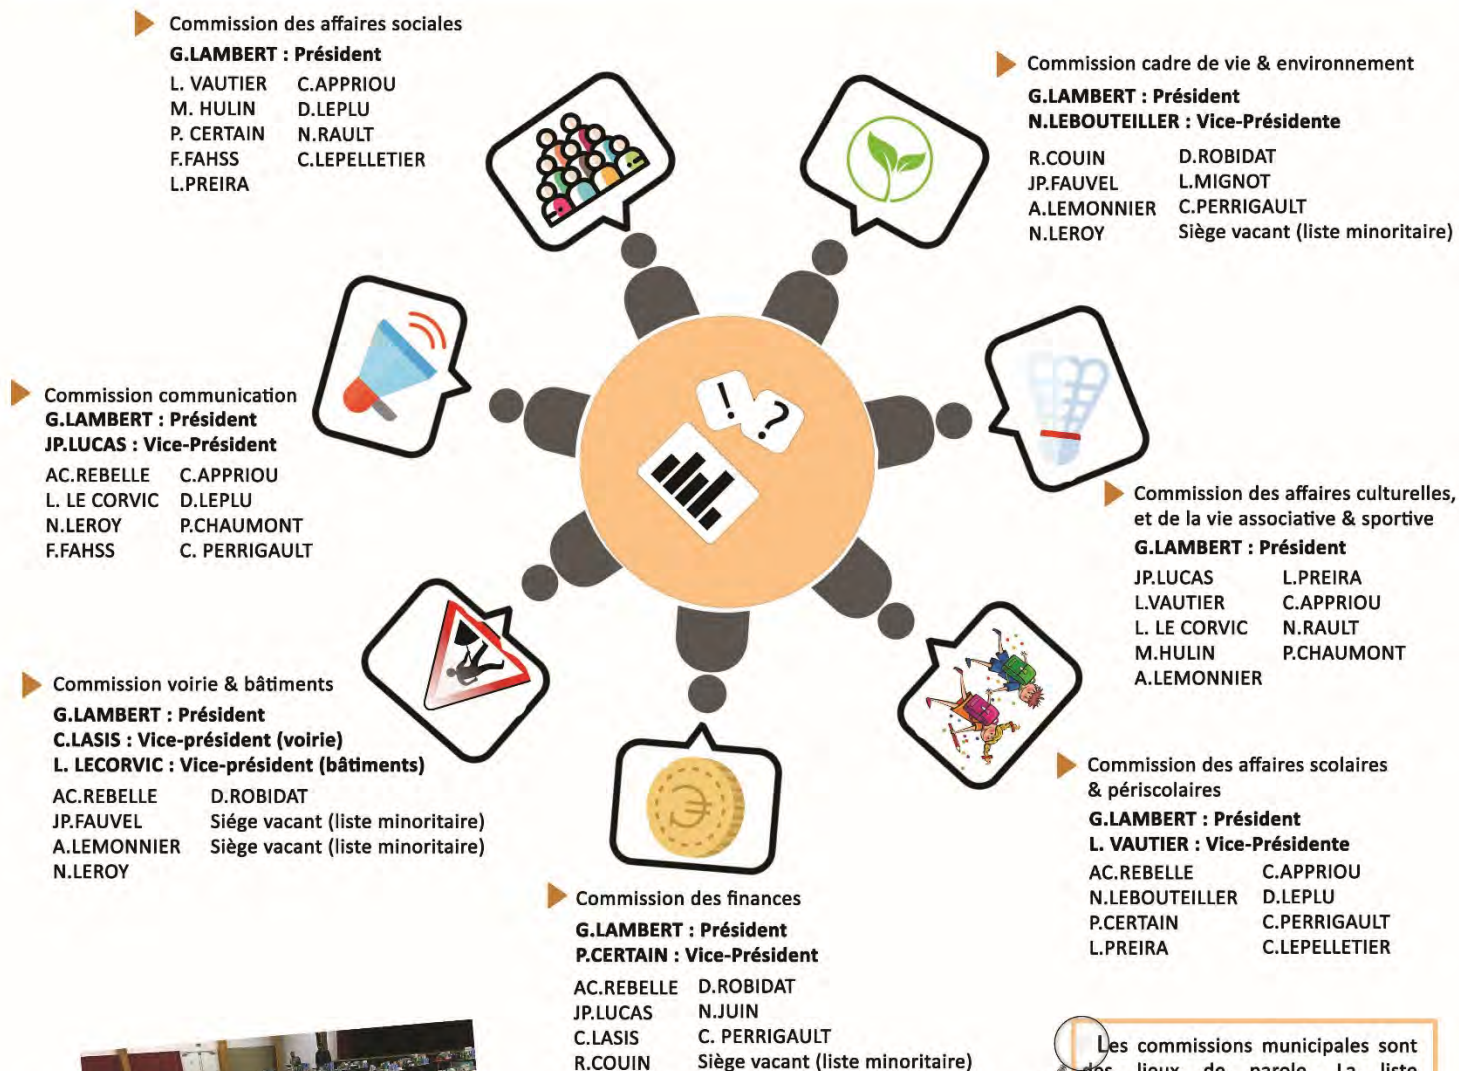 Commission des affaires sociales
G.LAMBERT : Président
L. VAUTIER C.APPRIOU
M. HULIN D.LEPLU
P. CERTAIN N.RAULT
F.FAHSS C.LEPELLETIER
L.PREIRA
Commission cadre de vie & environnement
G.LAMBERT : Président
N.LEBOUTEILLER : Vice-Présidente
R.COUIN D.ROBIDAT
JP.FAUVEL L.MIGNOT
A.LEMONNIER C.PERRIGAULT
N.LEROY Siège vacant (liste minoritaire)
Commission communication
G.LAMBERT : Président
JP.LUCAS : Vice-Président
AC.REBELLE C.APPRIOU
L. LE CORVIC D.LEPLU
N.LEROY P.CHAUMONT
F.FAHSS C. PERRIGAULT
! ?
Commission des affaires culturelles,
et de la vie associative & sportive
G.LAMBERT : Président
JP.LUCAS L.PREIRA
L.VAUTIER C.APPRIOU
L. LE CORVIC N.RAULT
M.HULIN P.CHAUMONT
A.LEMONNIER
Commission voirie & bâtiments
G.LAMBERT : Président
C.LASIS : Vice-président (voirie)
L. LECORVIC : Vice-président (bâtiments)
AC.REBELLE D.ROBIDAT
JP.FAUVEL Siége vacant (liste minoritaire)
A.LEMONNIER Siège vacant (liste minoritaire)
N.LEROY
Commission des affaires scolaires
& périscolaires
G.LAMBERT : Président
L. VAUTIER : Vice-Présidente
AC.REBELLE C.APPRIOU
N.LEBOUTEILLER D.LEPLU
P.CERTAIN C.PERRIGAULT
L.PREIRA C.LEPELLETIER
Commission des finances
G.LAMBERT : Président
P.CERTAIN : Vice-Président
AC.REBELLE D.ROBIDAT
JP.LUCAS N.JUIN
C.LASIS C. PERRIGAULT
R.COUIN Siège vacant (liste minoritaire)
Les commissions municipales sont
des lieux de parole. La liste